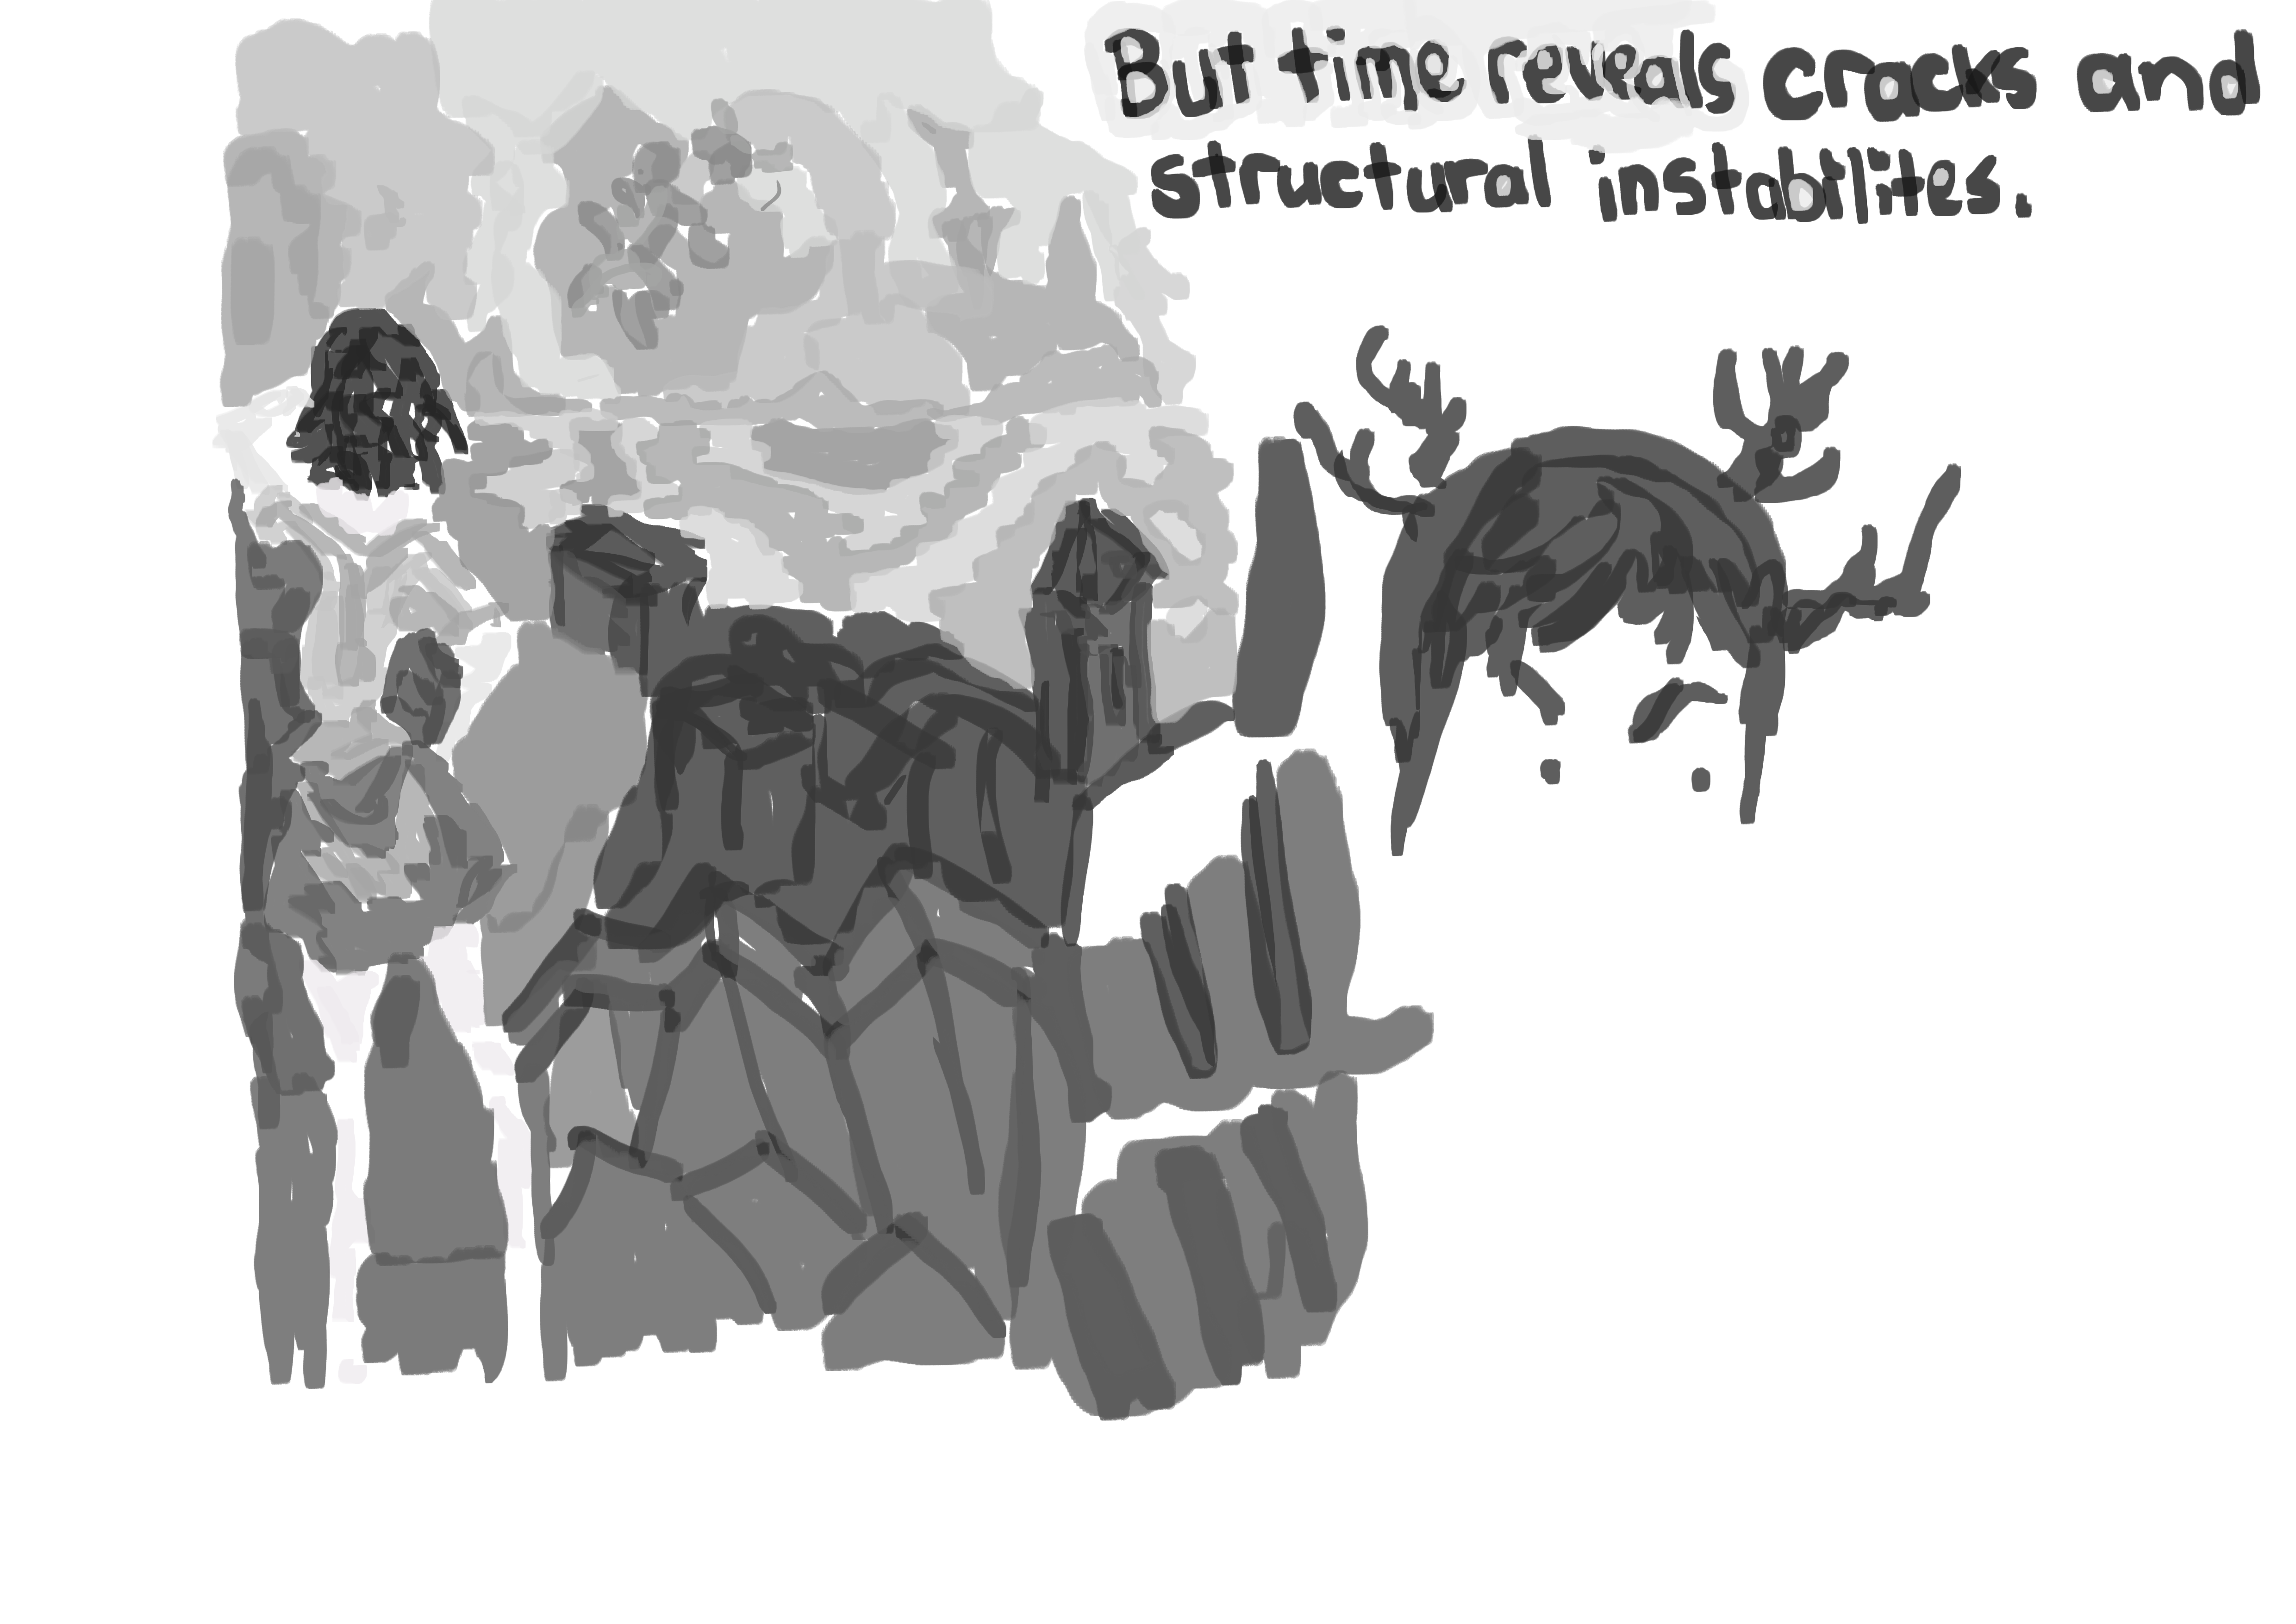 But time reveals cracks and
structural instabilites.